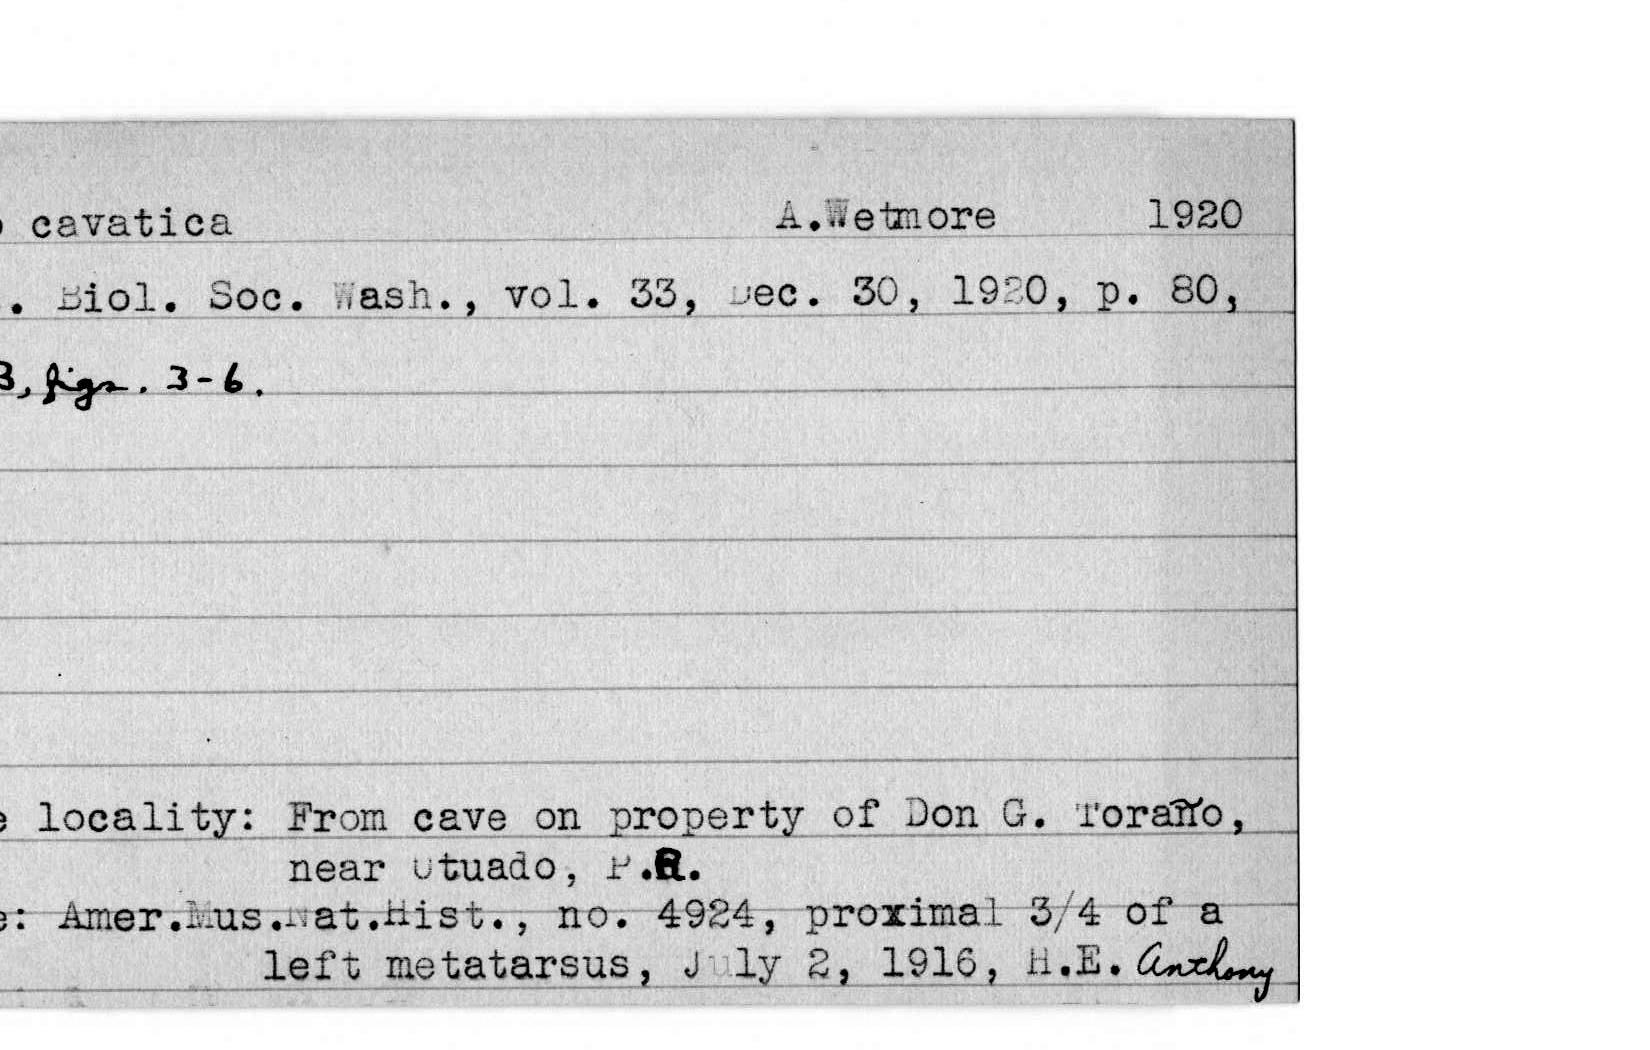 cavatica A.Wetmore 1920
. Biol. Soc. Wash., vol. 33, Dec. 30, 1920, p. 80,
3, figs. 3-6.
locality: From cave on property of Don G. Toraño,
near Utuado, P.R.
: Amer.Mus.Nat.Hist., no. 4924, proximal 3/4 of a
left metatarsus, July 2, 1916, H.E. Anthony